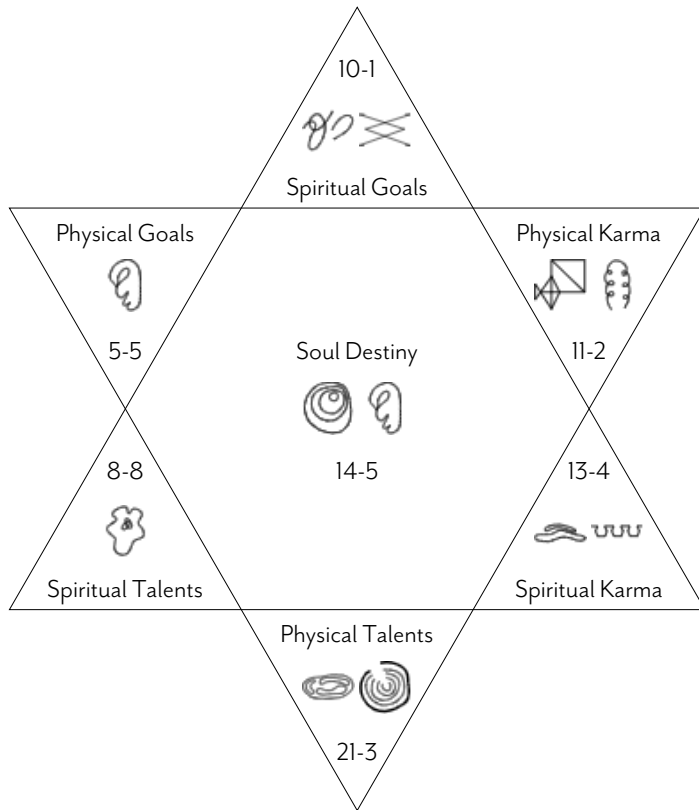 10-1
Spiritual Goals
Physical Goals
5-5
Physical Karma
11-2
Soul Destiny
14-5
8-8
Spiritual Talents
13-4
Spiritual Karma
Physical Talents
21-3